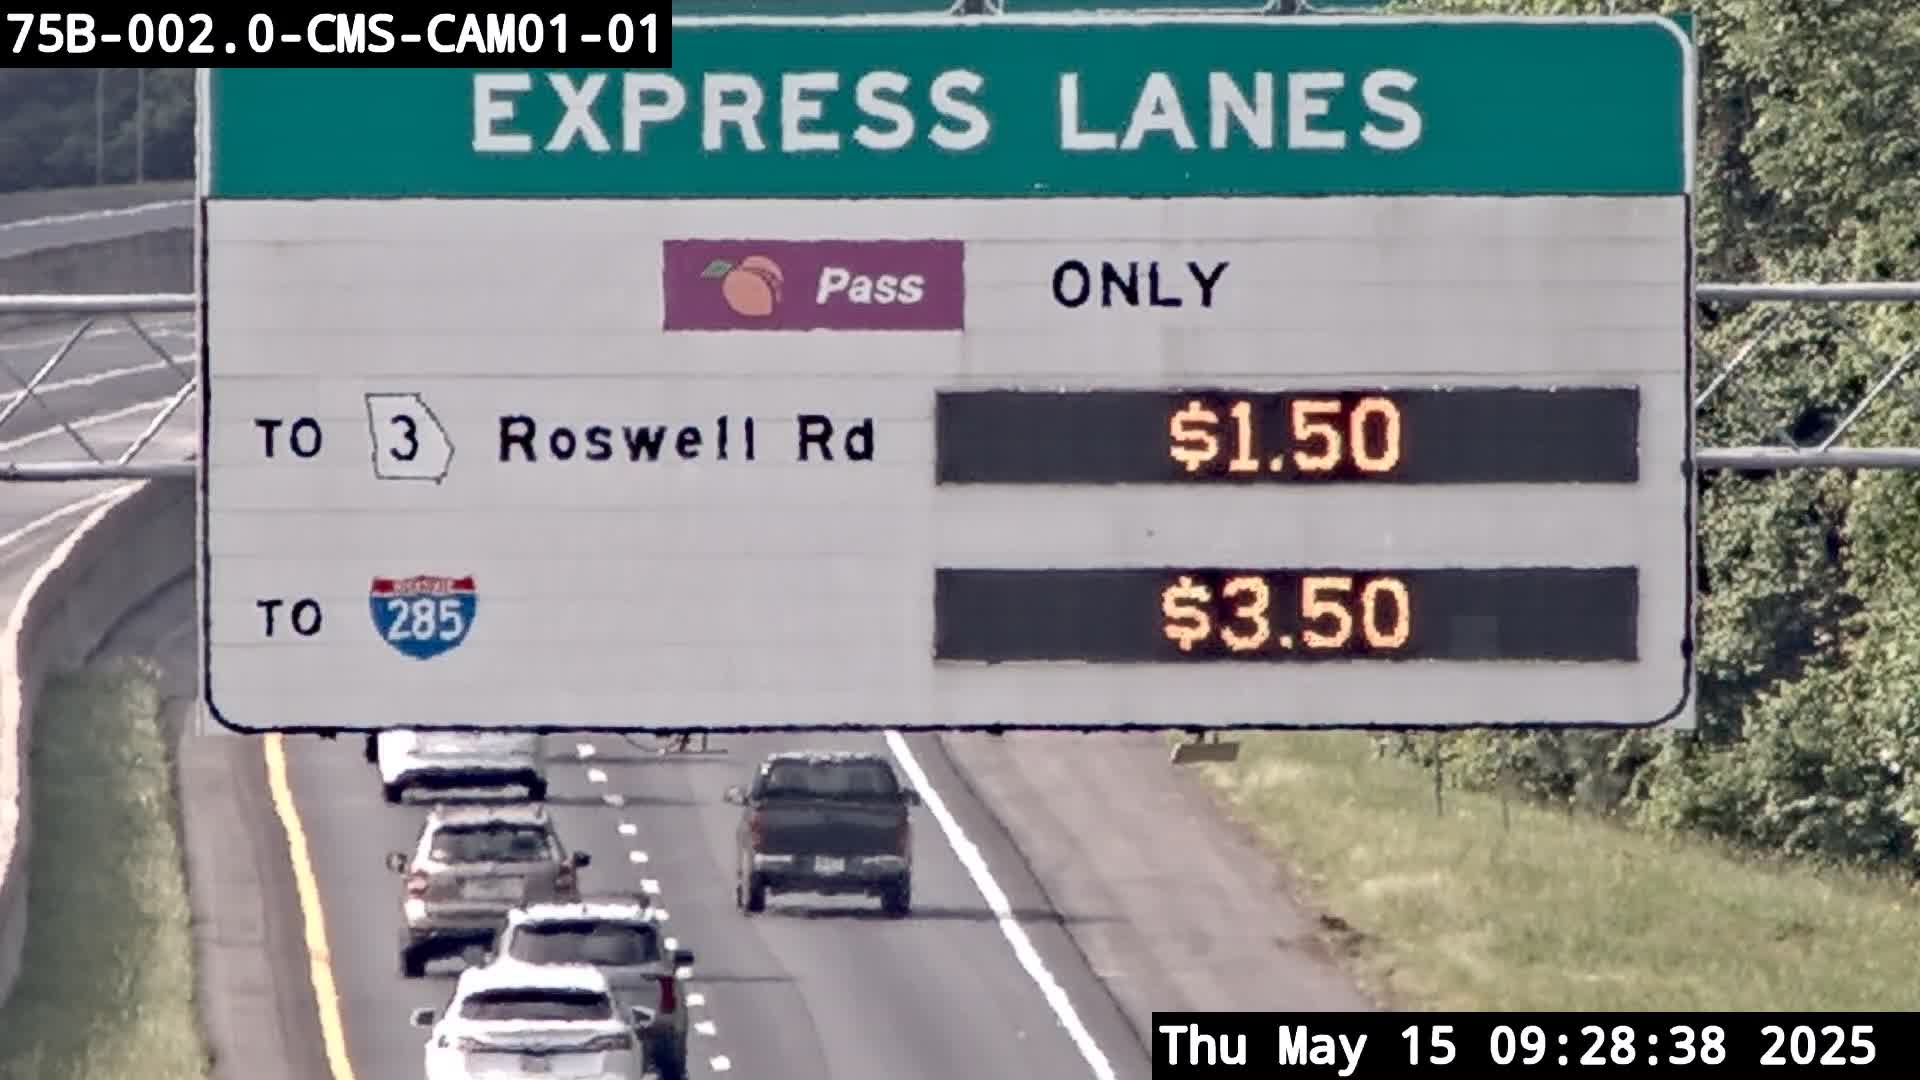 75B-002.0-CMS-CAM01-01
EXPRESS LANES
Pass ONLY
TO 3 Roswell Rd $1.50
TO INTERSTATE 285 $3.50
Thu May 15 09:28:38 2025